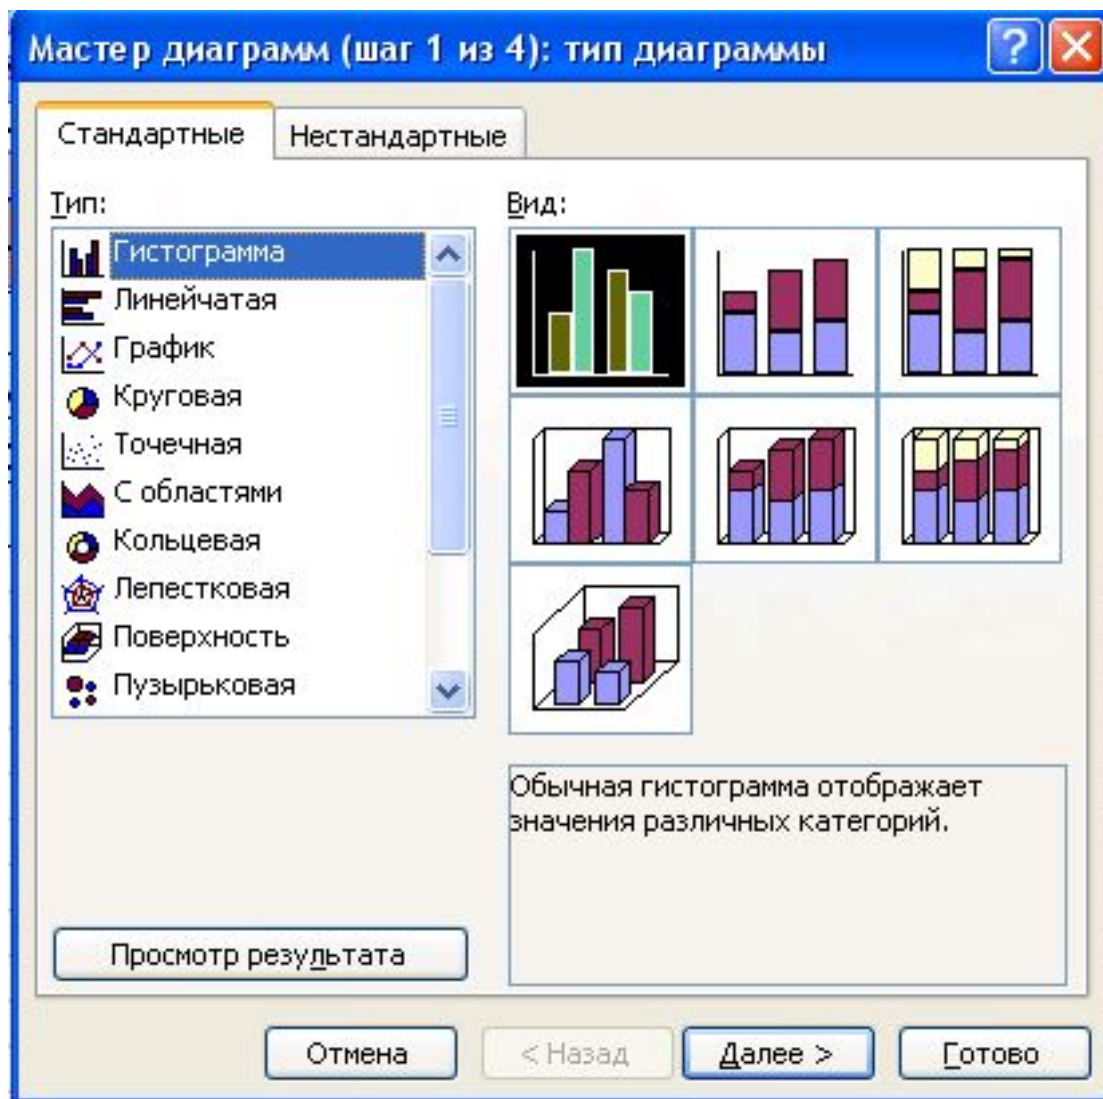 Мастер диаграмм (шаг 1 из 4): тип диаграммы
Стандартные
Нестандартные
Тип:
Гистограмма
Линейчатая
График
Круговая
Точечная
С областями
Кольцевая
Лепестковая
Поверхность
Пузырьковая
Вид:
Обычная гистограмма отображает
значения различных категорий.
Просмотр результата
Отмена
< Назад
Далее >
Готово